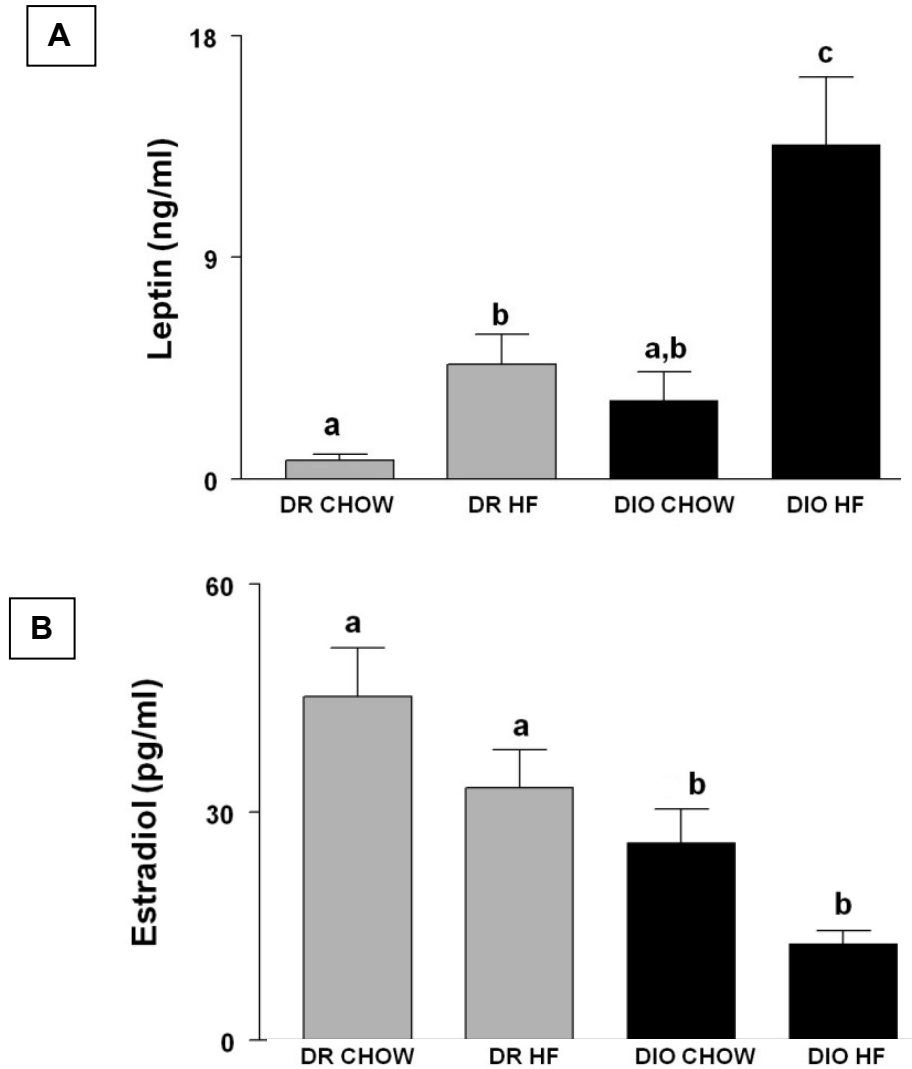 A
18
c
b
a,b
a
9
0
Leptin (ng/ml)
DR CHOW DR HF DIO CHOW DIO HF
B
60
a
a
b
b
30
0
Estradiol (pg/ml)
DR CHOW DR HF DIO CHOW DIO HF